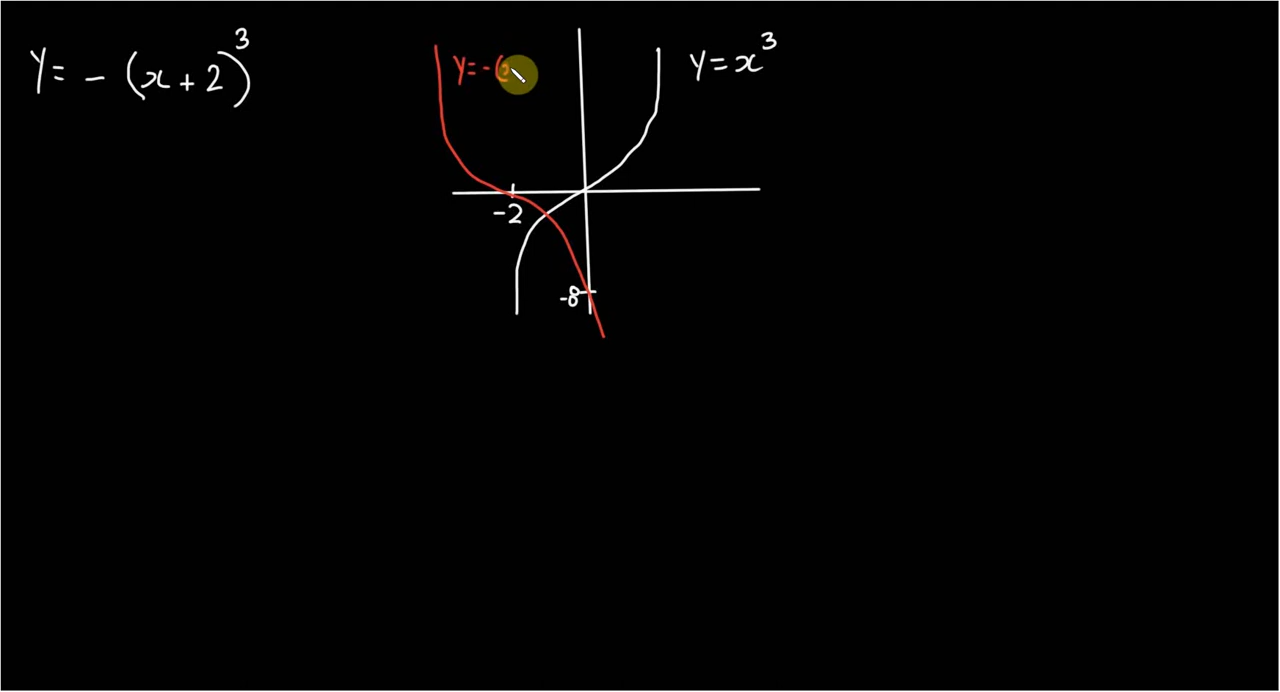 y = - (x + 2)³
y = - (
y = x³
-2
-8